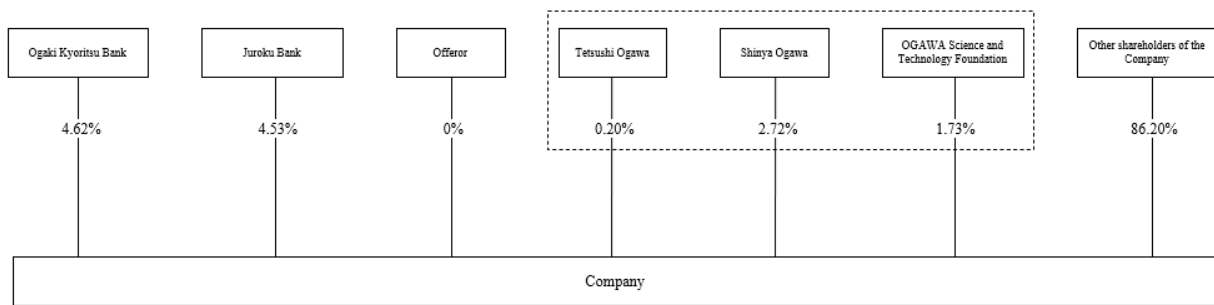 Ogaki Kyoritsu Bank
Juroku Bank
Offeror
Tetsushi Ogawa
Shinya Ogawa
OGAWA Science and
Technology Foundation
Other shareholders of the
Company
4.62%
4.53%
0%
0.20%
2.72%
1.73%
86.20%
Company